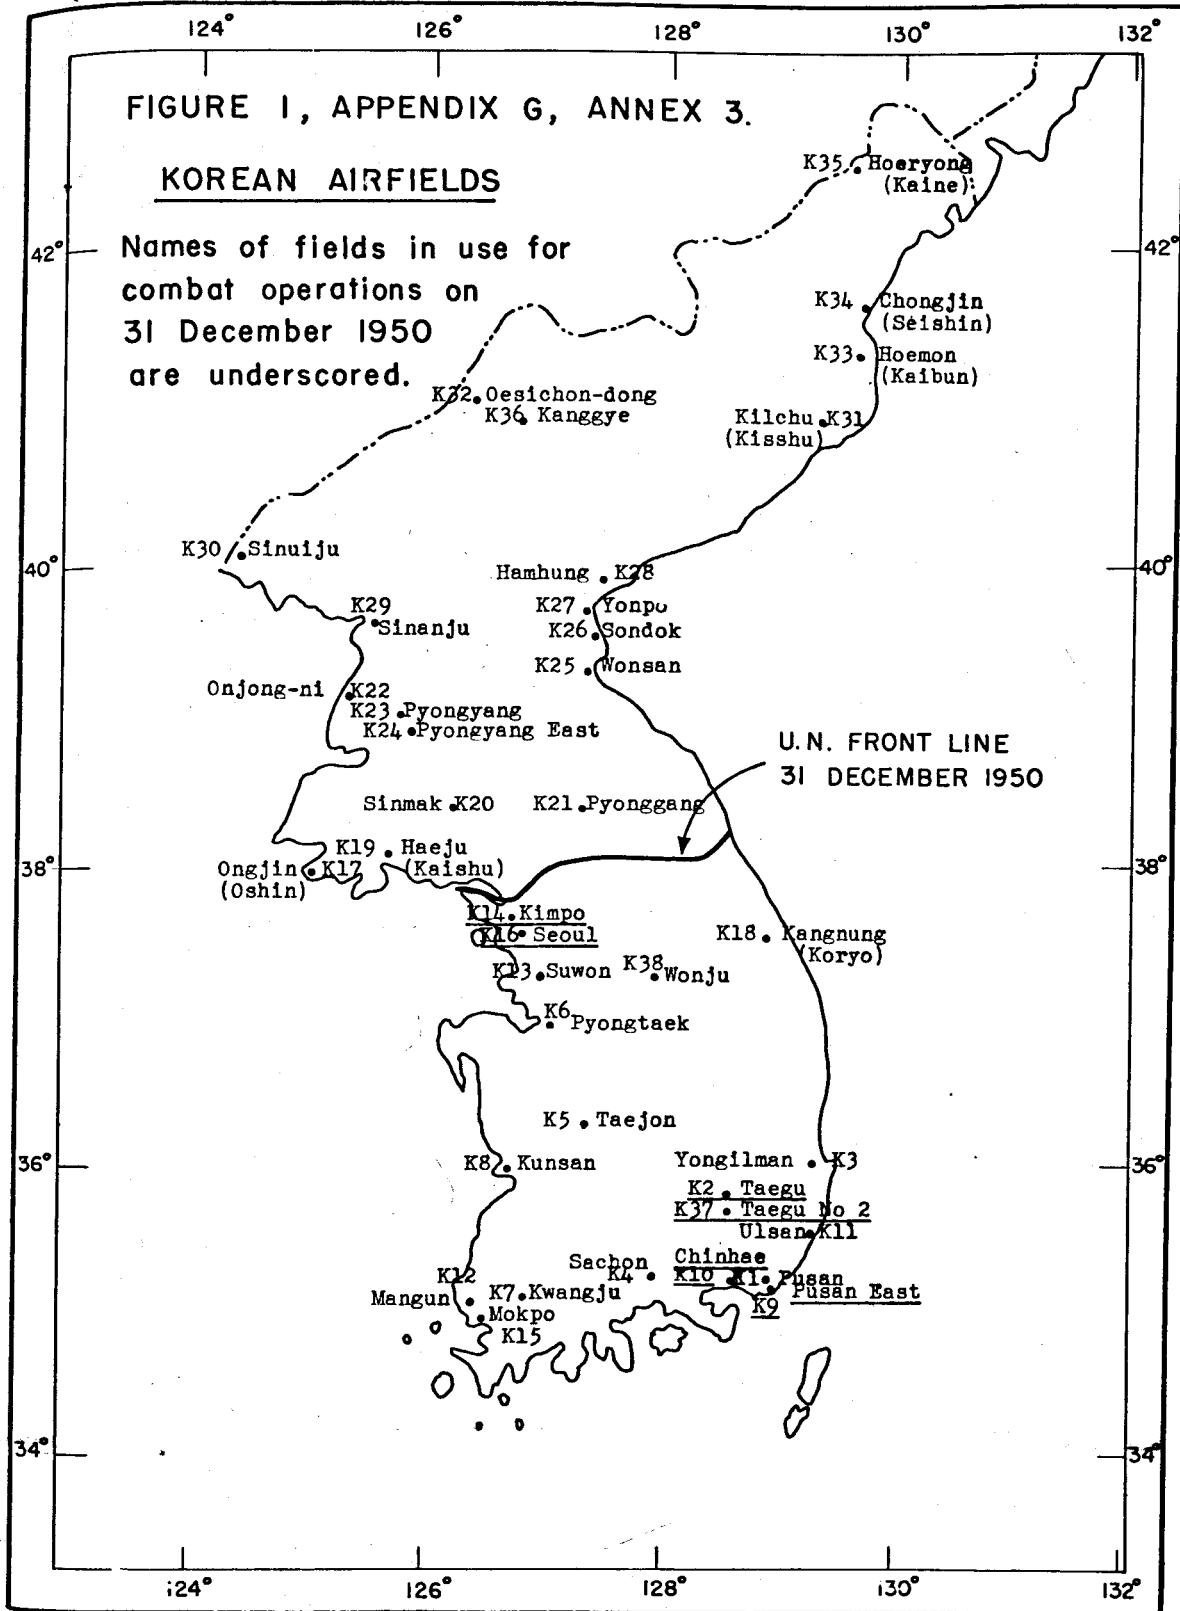 124° 126° 128° 130° 132°
FIGURE 1, APPENDIX G, ANNEX 3.
KOREAN AIRFIELDS
Names of fields in use for
combat operations on
31 December 1950
are underscored.
K35 Hoeryong
(Kaine)
42° 42°
K34 Chongjin
(Seishin)
K33 Hoemon
(Kaibun)
K32 Oesichon-dong
K36 Kanggye
Kilchu K31
(Kisshu)
K30 Sinuiju
40° 40°
Hamhung K28
K29
Sinanju
K27 Yonpo
K26 Sondok
K25 Wonsan
Onjong-ni K22
K23 Pyongyang
K24 Pyongyang East
U.N. FRONT LINE
31 DECEMBER 1950
Sinmak K20
K21 Pyonggang
K19 Haeju
(Kaishu)
38° 38°
Ongjin K17
(Oshin)
K14 Kimpo
K16 Seoul
K18 Kangnung
(Koryo)
K13 Suwon
K38 Wonju
K6 Pyongtaek
K5 Taejon
36° 36°
K8 Kunsan
Yongilman K3
K2 Taegu
K37 Taegu No 2
Ulsan K11
Chinhae
K10
Sachon
K4
K1 Pusan
Pusan East
K9
K12
Mangun
K7 Kwangju
Mokpo
K15
34° 34°
124° 126° 128° 130° 132°